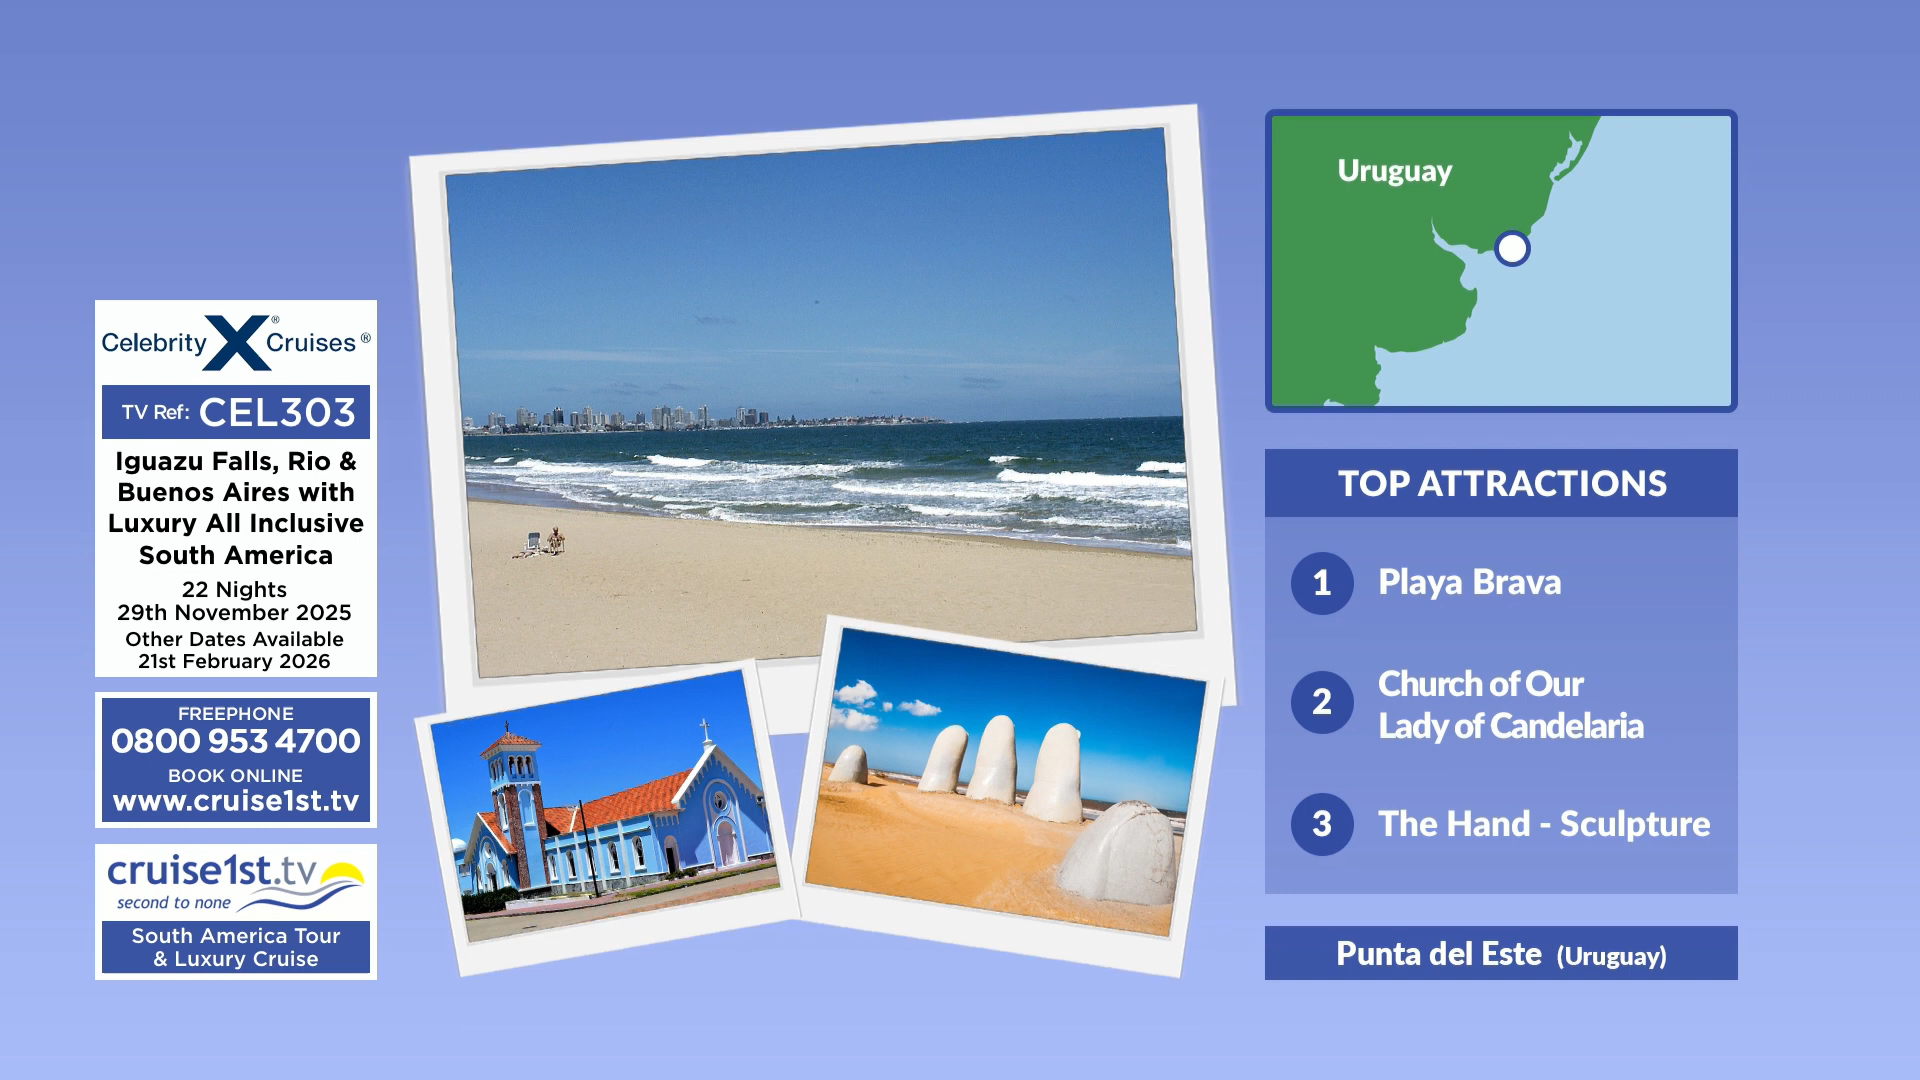 Celebrity X® Cruises®
TV Ref: CEL303
Iguazu Falls, Rio &
Buenos Aires with
Luxury All Inclusive
South America
22 Nights
29th November 2025
Other Dates Available
21st February 2026
FREEPHONE
0800 953 4700
BOOK ONLINE
www.cruise1st.tv
cruise1st.tv
second to none
South America Tour
& Luxury Cruise
Uruguay
TOP ATTRACTIONS
1 Playa Brava
2 Church of Our
Lady of Candelaria
3 The Hand - Sculpture
Punta del Este (Uruguay)